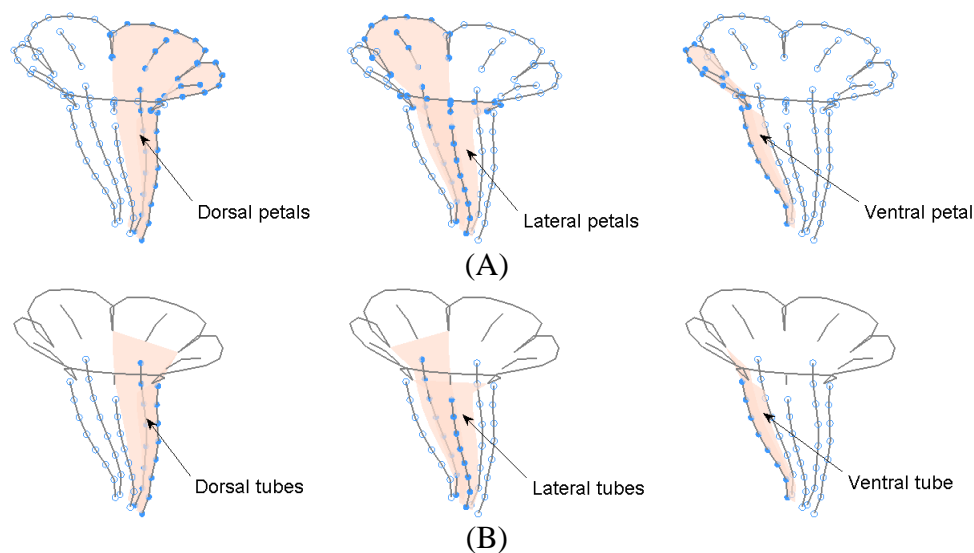 Dorsal petals
Lateral petals
Ventral petal
(A)
Dorsal tubes
Lateral tubes
Ventral tube
(B)